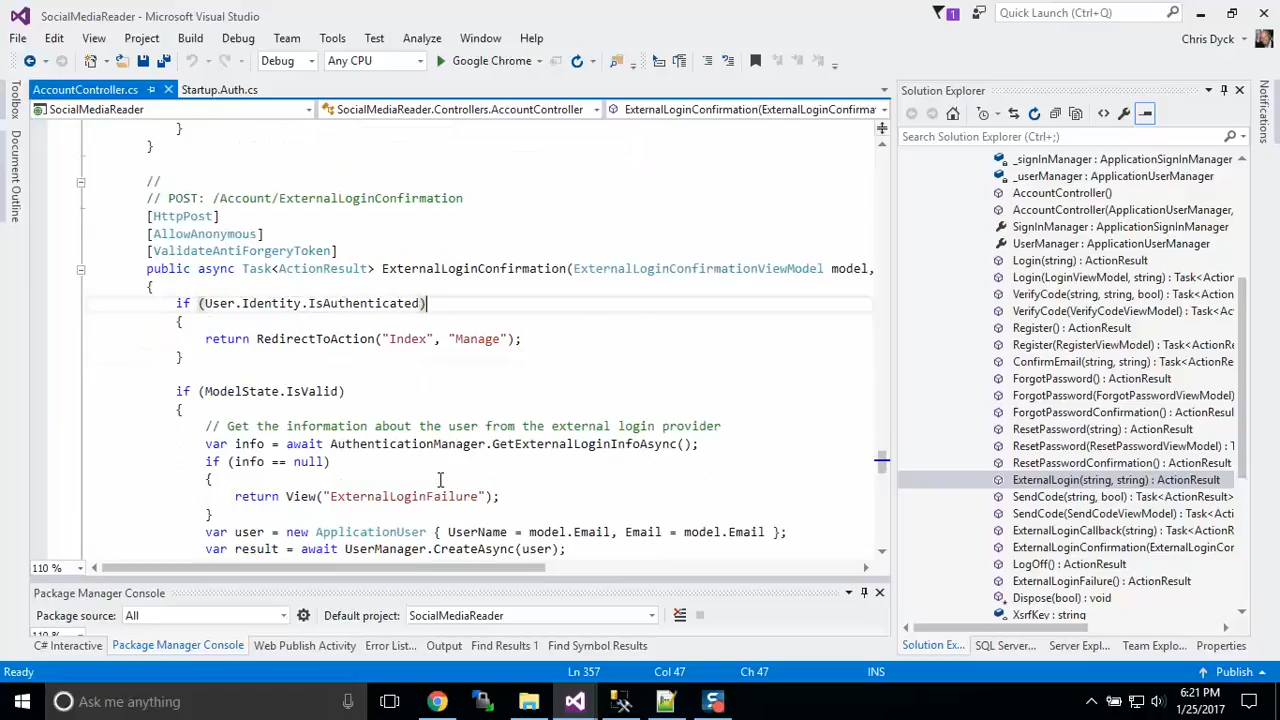 SocialMediaReader - Microsoft Visual Studio
1
Quick Launch (Ctrl+Q)
File Edit View Project Build Debug Team Tools Test Analyze Window Help
Chris Dyck
Debug Any CPU Google Chrome
AccountController.cs Startup.Auth.cs
SocialMediaReader SocialMediaReader.Controllers.AccountController ExternalLoginConfirmation(ExternalLoginConfirma
Toolbox
Document Outline
}
}
//
// POST: /Account/ExternalLoginConfirmation
[HttpPost]
[AllowAnonymous]
[ValidateAntiForgeryToken]
public async Task<ActionResult> ExternalLoginConfirmation(ExternalLoginConfirmationViewModel model,
{
if (User.Identity.IsAuthenticated)
{
return RedirectToAction("Index", "Manage");
}
if (ModelState.IsValid)
{
// Get the information about the user from the external login provider
var info = await AuthenticationManager.GetExternalLoginInfoAsync();
if (info == null)
{
return View("ExternalLoginFailure");
}
var user = new ApplicationUser { UserName = model.Email, Email = model.Email };
var result = await UserManager.CreateAsync(user);
110 %
Package Manager Console
Package source: All Default project: SocialMediaReader
110 %
C# Interactive Package Manager Console Web Publish Activity Error List... Output Find Results 1 Find Symbol Results
Solution Explorer
Search Solution Explorer (Ctrl+;)
_signInManager : ApplicationSignInManager
_userManager : ApplicationUserManager
AccountController()
AccountController(ApplicationUserManager,
SignInManager : ApplicationSignInManager
UserManager : ApplicationUserManager
Login(string) : ActionResult
Login(LoginViewModel, string) : Task<Acti
VerifyCode(string, string, bool) : Task<Acti
VerifyCode(VerifyCodeViewModel) : Task<A
Register() : ActionResult
Register(RegisterViewModel) : Task<Action
ConfirmEmail(string, string) : Task<Action
ForgotPassword() : ActionResult
ForgotPassword(ForgotPasswordViewModel)
ForgotPasswordConfirmation() : ActionRes
ResetPassword(string) : ActionResult
ResetPassword(ResetPasswordViewModel)
ResetPasswordConfirmation() : ActionRes
ExternalLogin(string, string) : ActionResult
SendCode(string, bool) : Task<ActionResu
SendCode(SendCodeViewModel) : Task<A
ExternalLoginCallback(string) : Task<Action
ExternalLoginConfirmation(ExternalLoginCo
LogOff() : ActionResult
ExternalLoginFailure() : ActionResult
Dispose(bool) : void
XsrfKey : string
Solution Ex... SQL Server... Server Expl... Team Explo... Properties
Notifications
Ready Ln 357 Col 47 Ch 47 INS Publish
Ask me anything
6:21 PM
1/25/2017